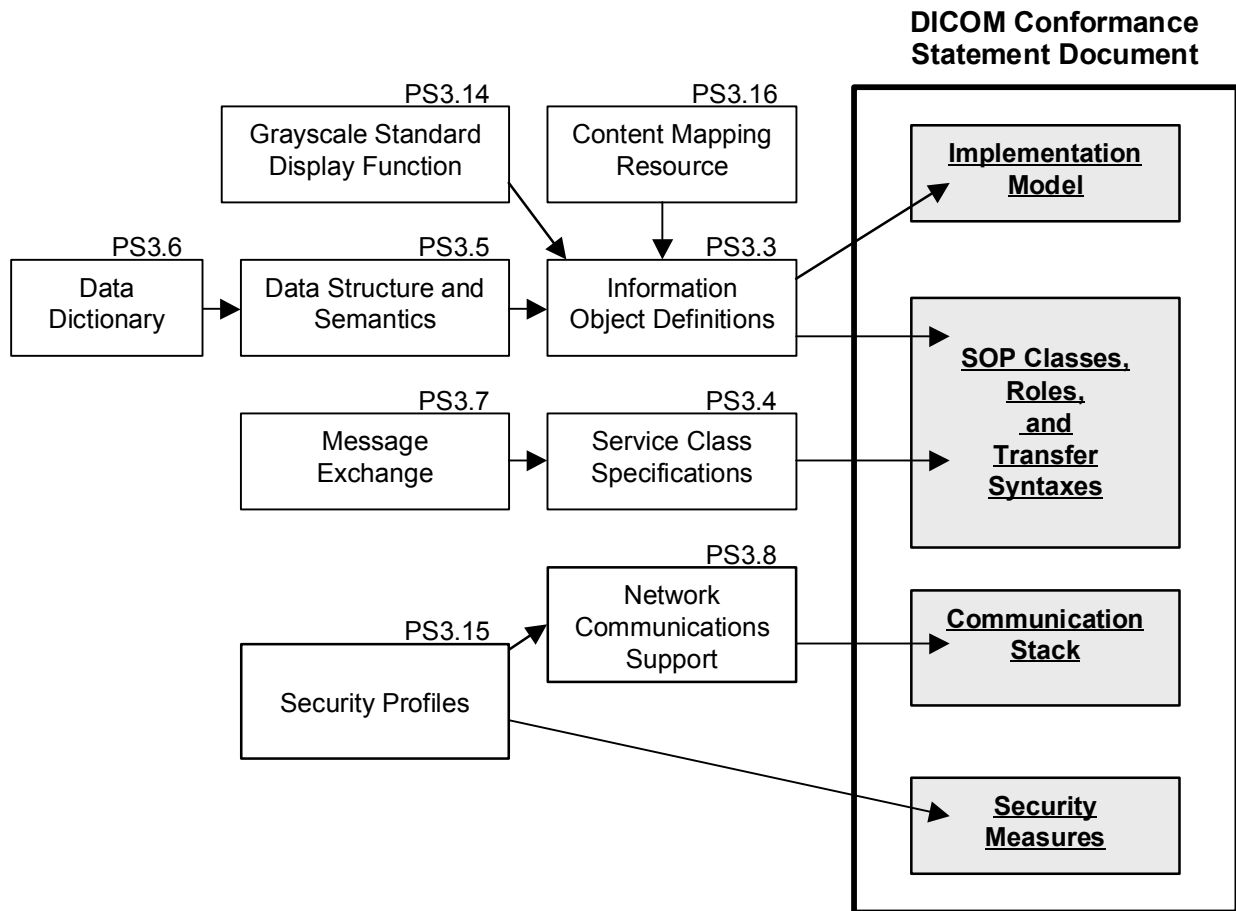 DICOM Conformance
Statement Document
PS3.14
Grayscale Standard
Display Function
PS3.16
Content Mapping
Resource
Implementation
Model
PS3.6
Data
Dictionary
PS3.5
Data Structure and
Semantics
PS3.3
Information
Object Definitions
SOP Classes,
Roles,
and
Transfer
Syntaxes
PS3.7
Message
Exchange
PS3.4
Service Class
Specifications
PS3.8
Network
Communications
Support
Communication
Stack
PS3.15
Security Profiles
Security
Measures